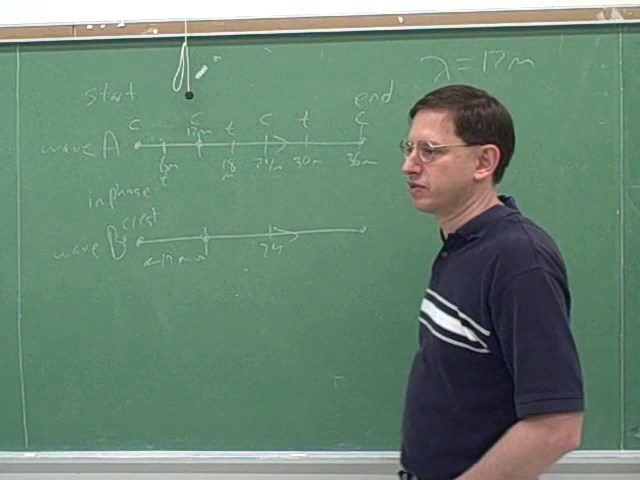 λ=12m
start end
c c t c t c
wave A
12m
6m 18m 24m 30m 36m
t
in phase
crest
wave B
12m 24